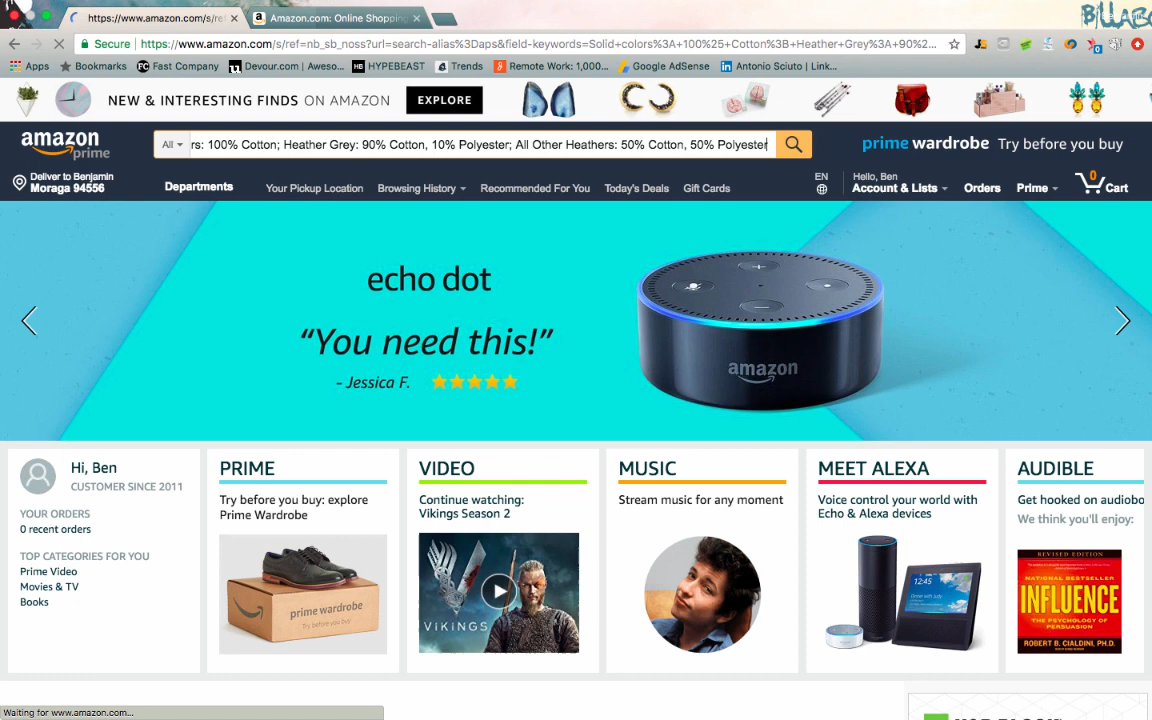 BILLABO
https://www.amazon.com/s/re
Amazon.com: Online Shopping
Secure
https://www.amazon.com/s/ref=nb_sb_noss?url=search-alias%3Daps&field-keywords=Solid+colors%3A+100%25+Cotton%3B+Heather+Grey%3A+90%2...
Apps Bookmarks Fast Company Devour.com | Aweso... HYPEBEAST Trends Remote Work: 1,000... Google AdSense Antonio Sciuto | Link...
NEW & INTERESTING FINDS ON AMAZON EXPLORE
amazon prime
All
rs: 100% Cotton; Heather Grey: 90% Cotton, 10% Polyester; All Other Heathers: 50% Cotton, 50% Polyester
prime wardrobe Try before you buy
Deliver to Benjamin
Moraga 94556
Departments
Your Pickup Location Browsing History Recommended For You Today's Deals Gift Cards
EN
Hello, Ben
Account & Lists
Orders
Prime
0
Cart
echo dot
“You need this!”
- Jessica F.
amazon
Hi, Ben
CUSTOMER SINCE 2011
YOUR ORDERS
0 recent orders
TOP CATEGORIES FOR YOU
Prime Video
Movies & TV
Books
PRIME
Try before you buy: explore
Prime Wardrobe
prime wardrobe
Try before you buy
VIDEO
Continue watching:
Vikings Season 2
VIKINGS
MUSIC
Stream music for any moment
MEET ALEXA
Voice control your world with
Echo & Alexa devices
12:45
AUDIBLE
Get hooked on audiobo
We think you'll enjoy:
REVISED EDITION
NATIONAL BESTSELLER
INFLUENCE
THE PSYCHOLOGY OF
PERSUASION
ROBERT B. CIALDINI, PH.D.
Waiting for www.amazon.com...